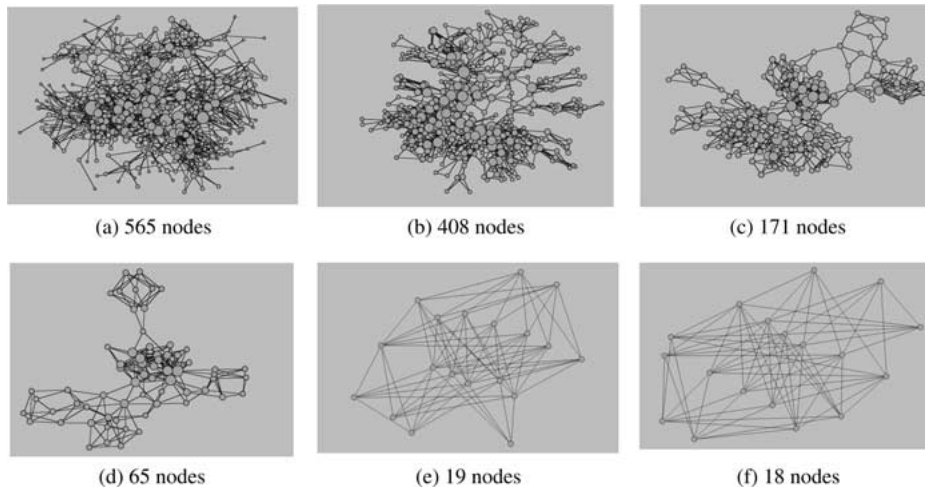 (a) 565 nodes
(b) 408 nodes
(c) 171 nodes
(d) 65 nodes
(e) 19 nodes
(f) 18 nodes